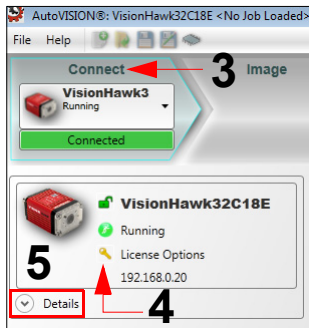 AutoVISION®: VisionHawk32C18E <No Job Loaded>
File Help
Connect 3 Image
VisionHawk3
Running
Connected
VisionHawk32C18E
Running
5 License Options
192.168.0.20
Details 4